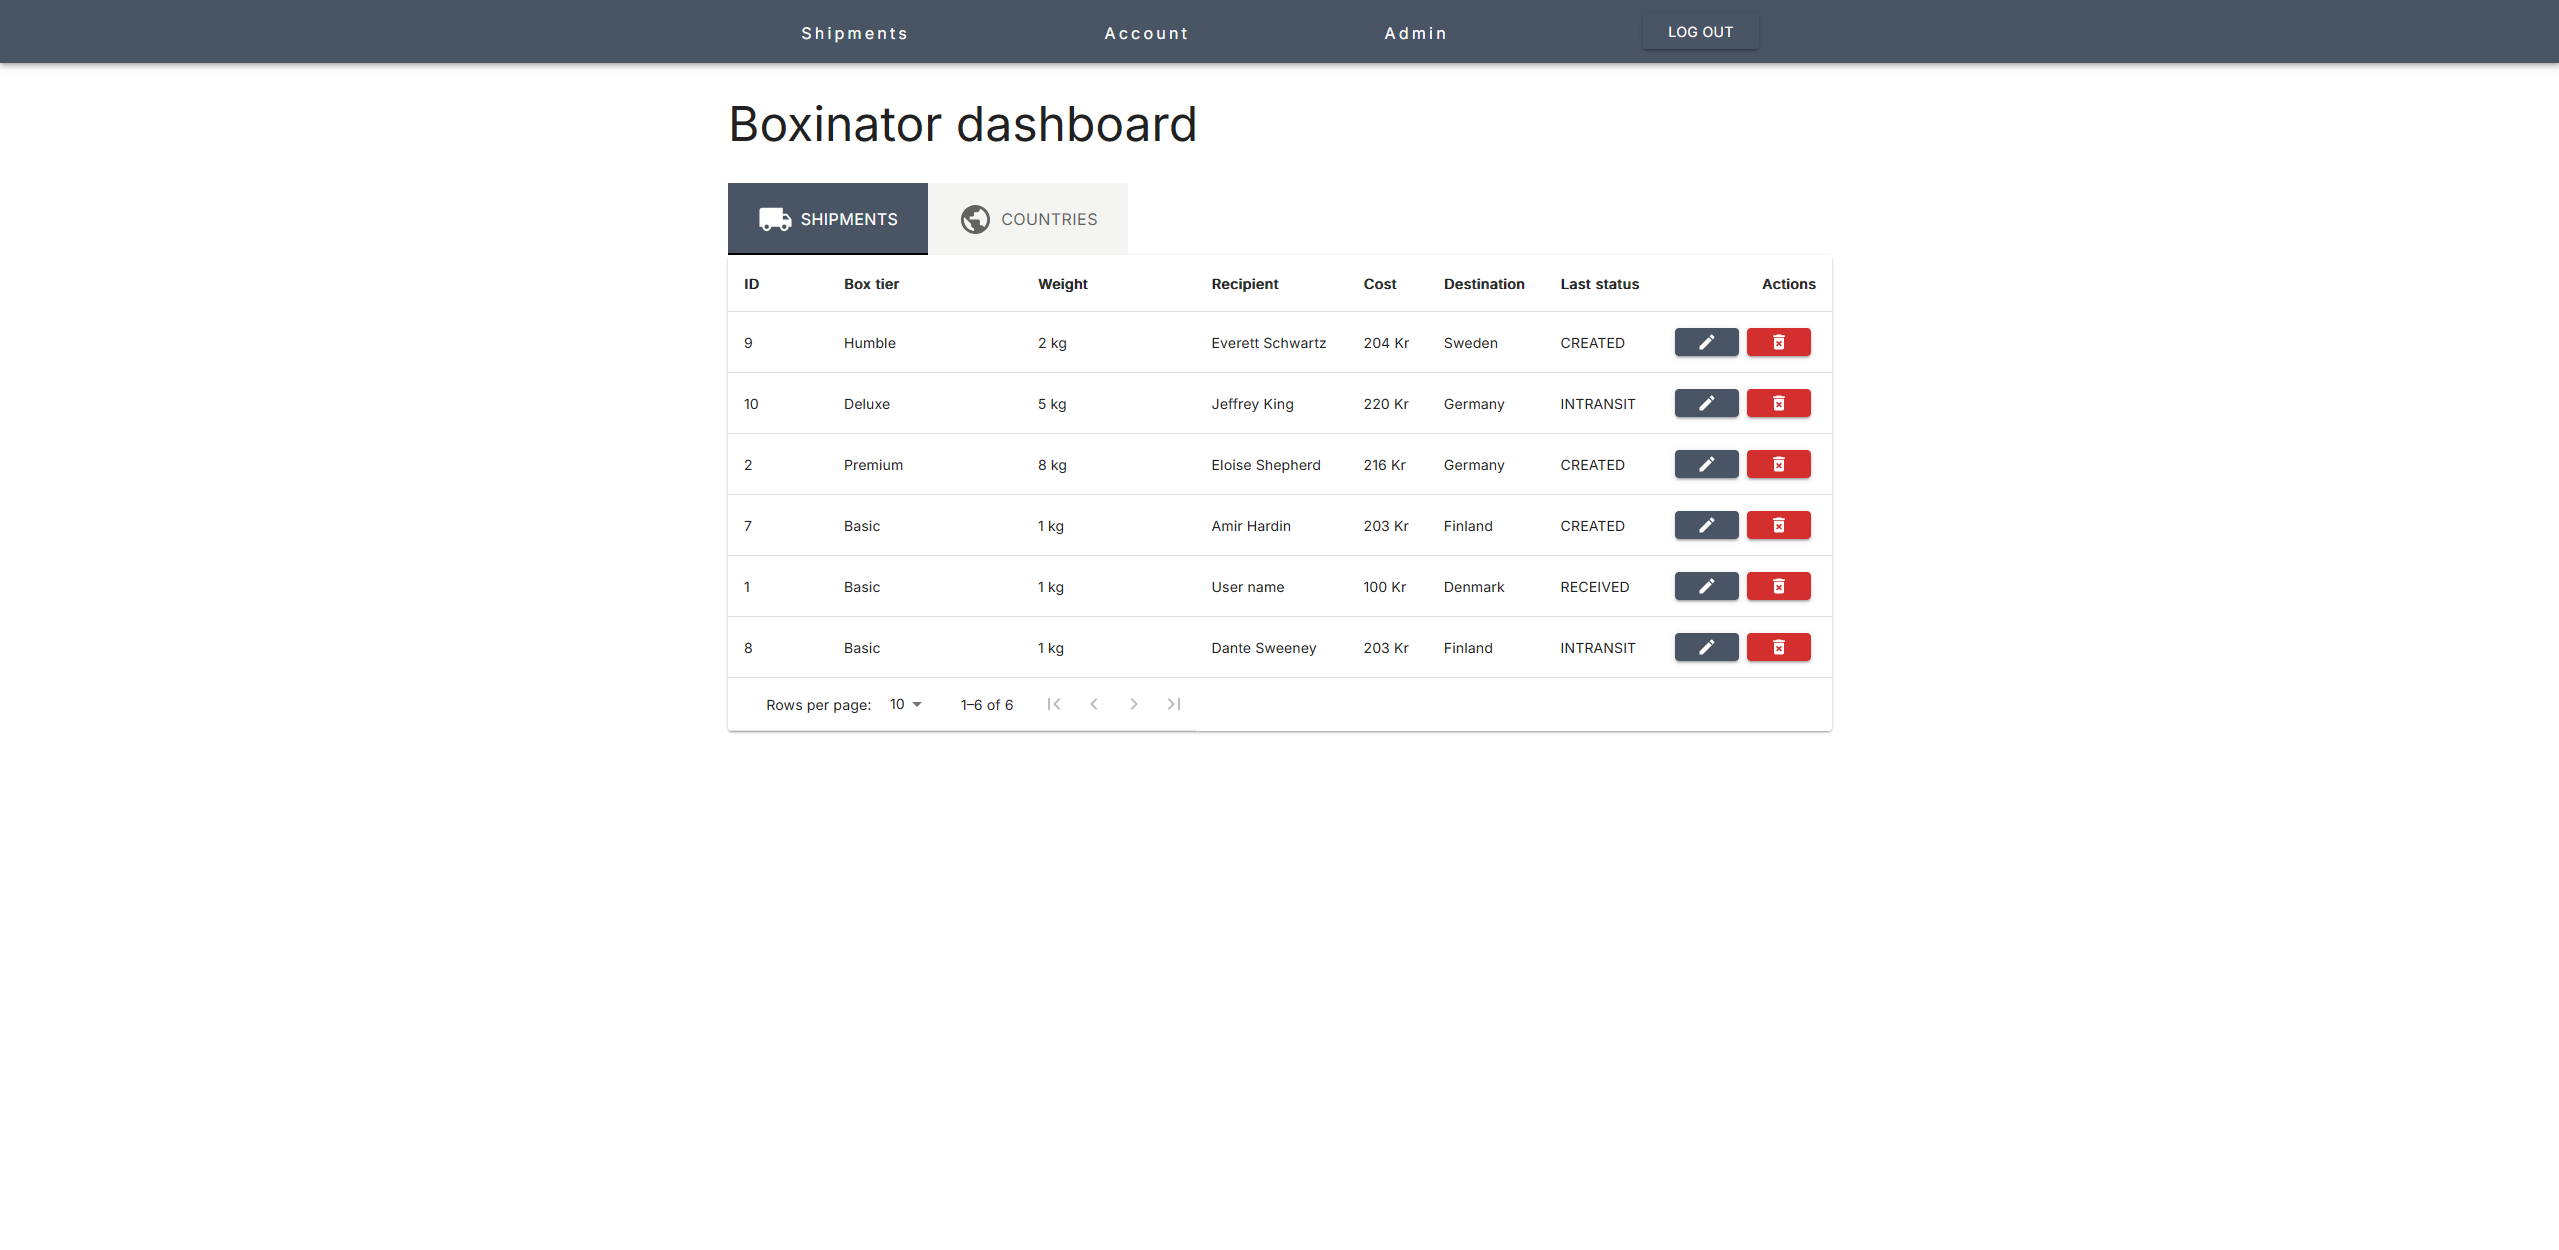 Shipments Account Admin LOG OUT
Boxinator dashboard
SHIPMENTS COUNTRIES
ID Box tier Weight Recipient Cost Destination Last status Actions
9 Humble 2 kg Everett Schwartz 204 Kr Sweden CREATED
10 Deluxe 5 kg Jeffrey King 220 Kr Germany INTRANSIT
2 Premium 8 kg Eloise Shepherd 216 Kr Germany CREATED
7 Basic 1 kg Amir Hardin 203 Kr Finland CREATED
1 Basic 1 kg User name 100 Kr Denmark RECEIVED
8 Basic 1 kg Dante Sweeney 203 Kr Finland INTRANSIT
Rows per page: 10 1–6 of 6